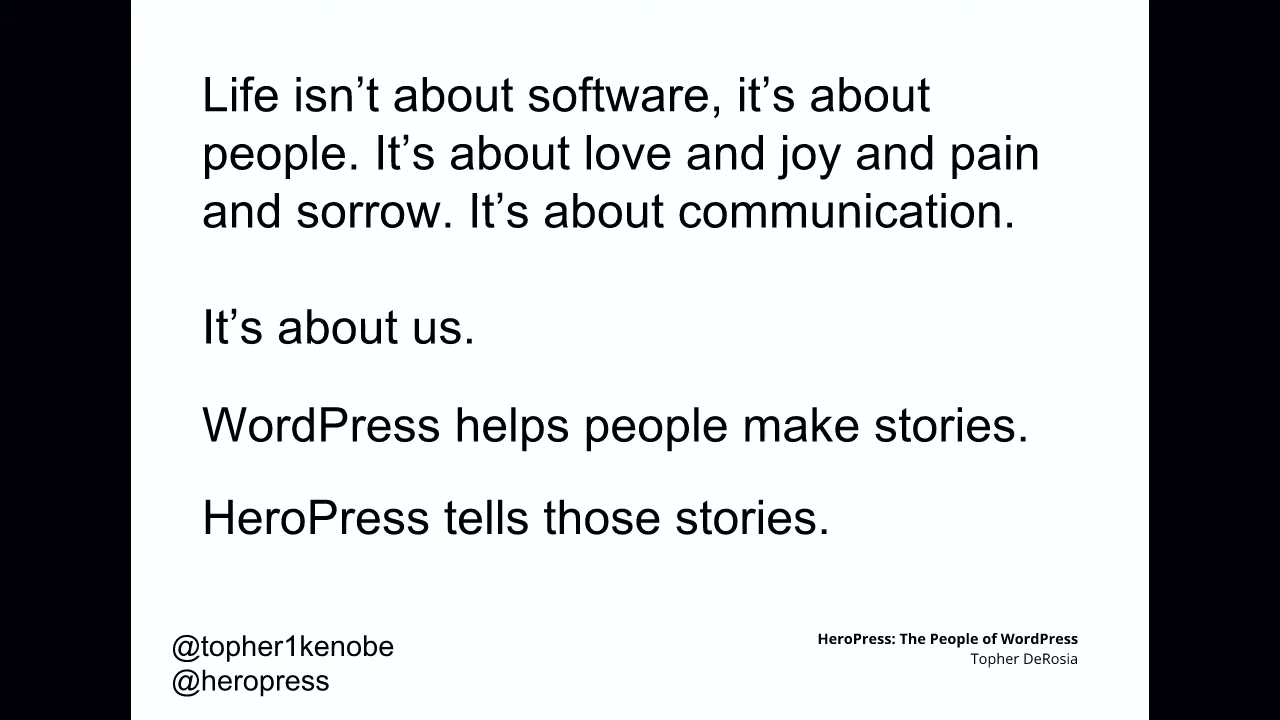 Life isn’t about software, it’s about
people. It’s about love and joy and pain
and sorrow. It’s about communication.
It’s about us.
WordPress helps people make stories.
HeroPress tells those stories.
@topher1kenobe
@heropress
HeroPress: The People of WordPress
Topher DeRosia